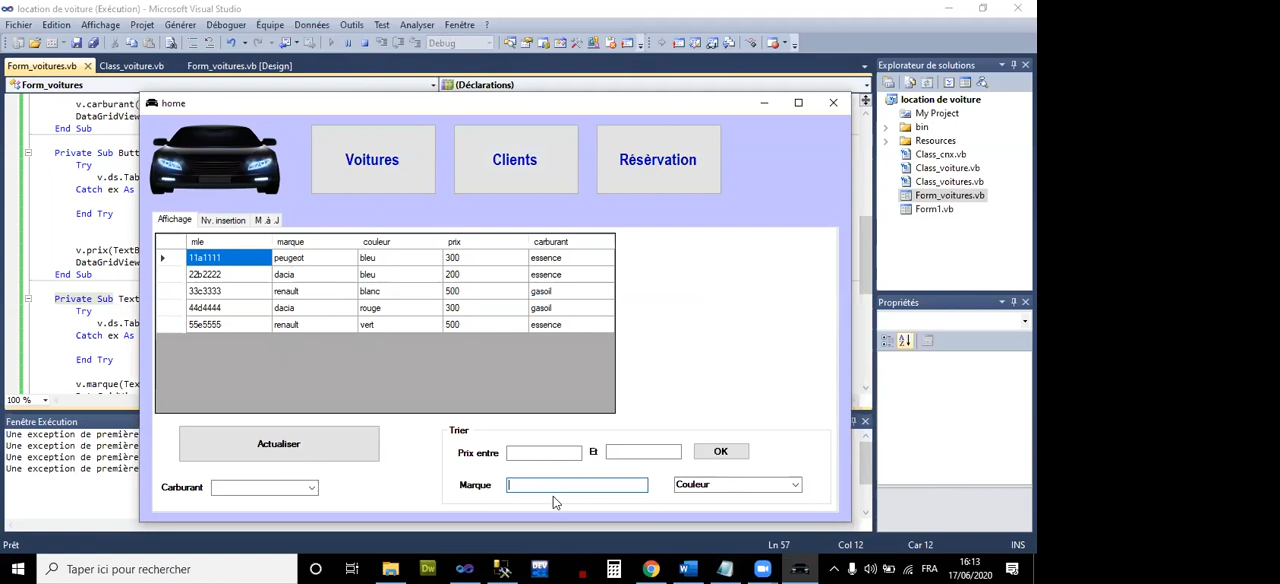 location de voiture (Exécution) - Microsoft Visual Studio
Fichier Edition Affichage Projet Générer Déboguer Équipe Données Outils Test Analyser Fenêtre ?
Debug
Form_voitures.vb Class_voiture.vb Form_voitures.vb [Design]
Form_voitures (Déclarations)
v.carburant(
DataGridView
End Sub
Private Sub Butt
Try
v.ds.Tab
Catch ex As
End Try
v.prix(TextB
DataGridView
End Sub
Private Sub Text
Try
v.ds.Tab
Catch ex As
End Try
v.marque(Tex
100 %
Fenêtre Exécution
Une exception de première
Une exception de première
Une exception de première
Une exception de première
home
Voitures Clients Résèrvation
Affichage Nv. insertion M .à .J
mle marque couleur prix carburant
11a1111 peugeot bleu 300 essence
22b2222 dacia bleu 200 essence
33c3333 renault blanc 500 gasoil
44d4444 dacia rouge 300 gasoil
55e5555 renault vert 500 essence
Actualiser
Carburant
Trier
Prix entre Et OK
Marque Couleur
Explorateur de solutions
location de voiture
My Project
bin
Resources
Class_cnx.vb
Class_voiture.vb
Class_voitures.vb
Form_voitures.vb
Form1.vb
Propriétés
Prêt Ln 57 Col 12 Car 12 INS
Taper ici pour rechercher
FRA
16:13
17/06/2020